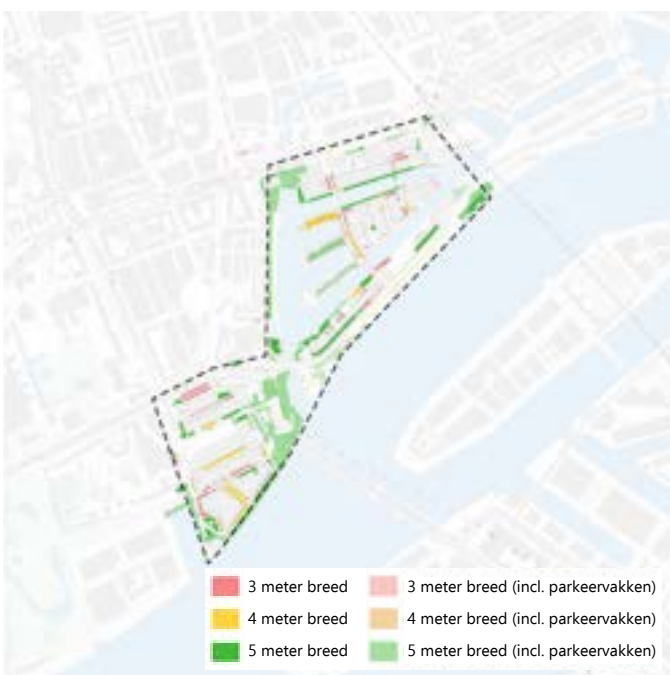 3 meter breed 3 meter breed (incl. parkeervakken)
4 meter breed 4 meter breed (incl. parkeervakken)
5 meter breed 5 meter breed (incl. parkeervakken)